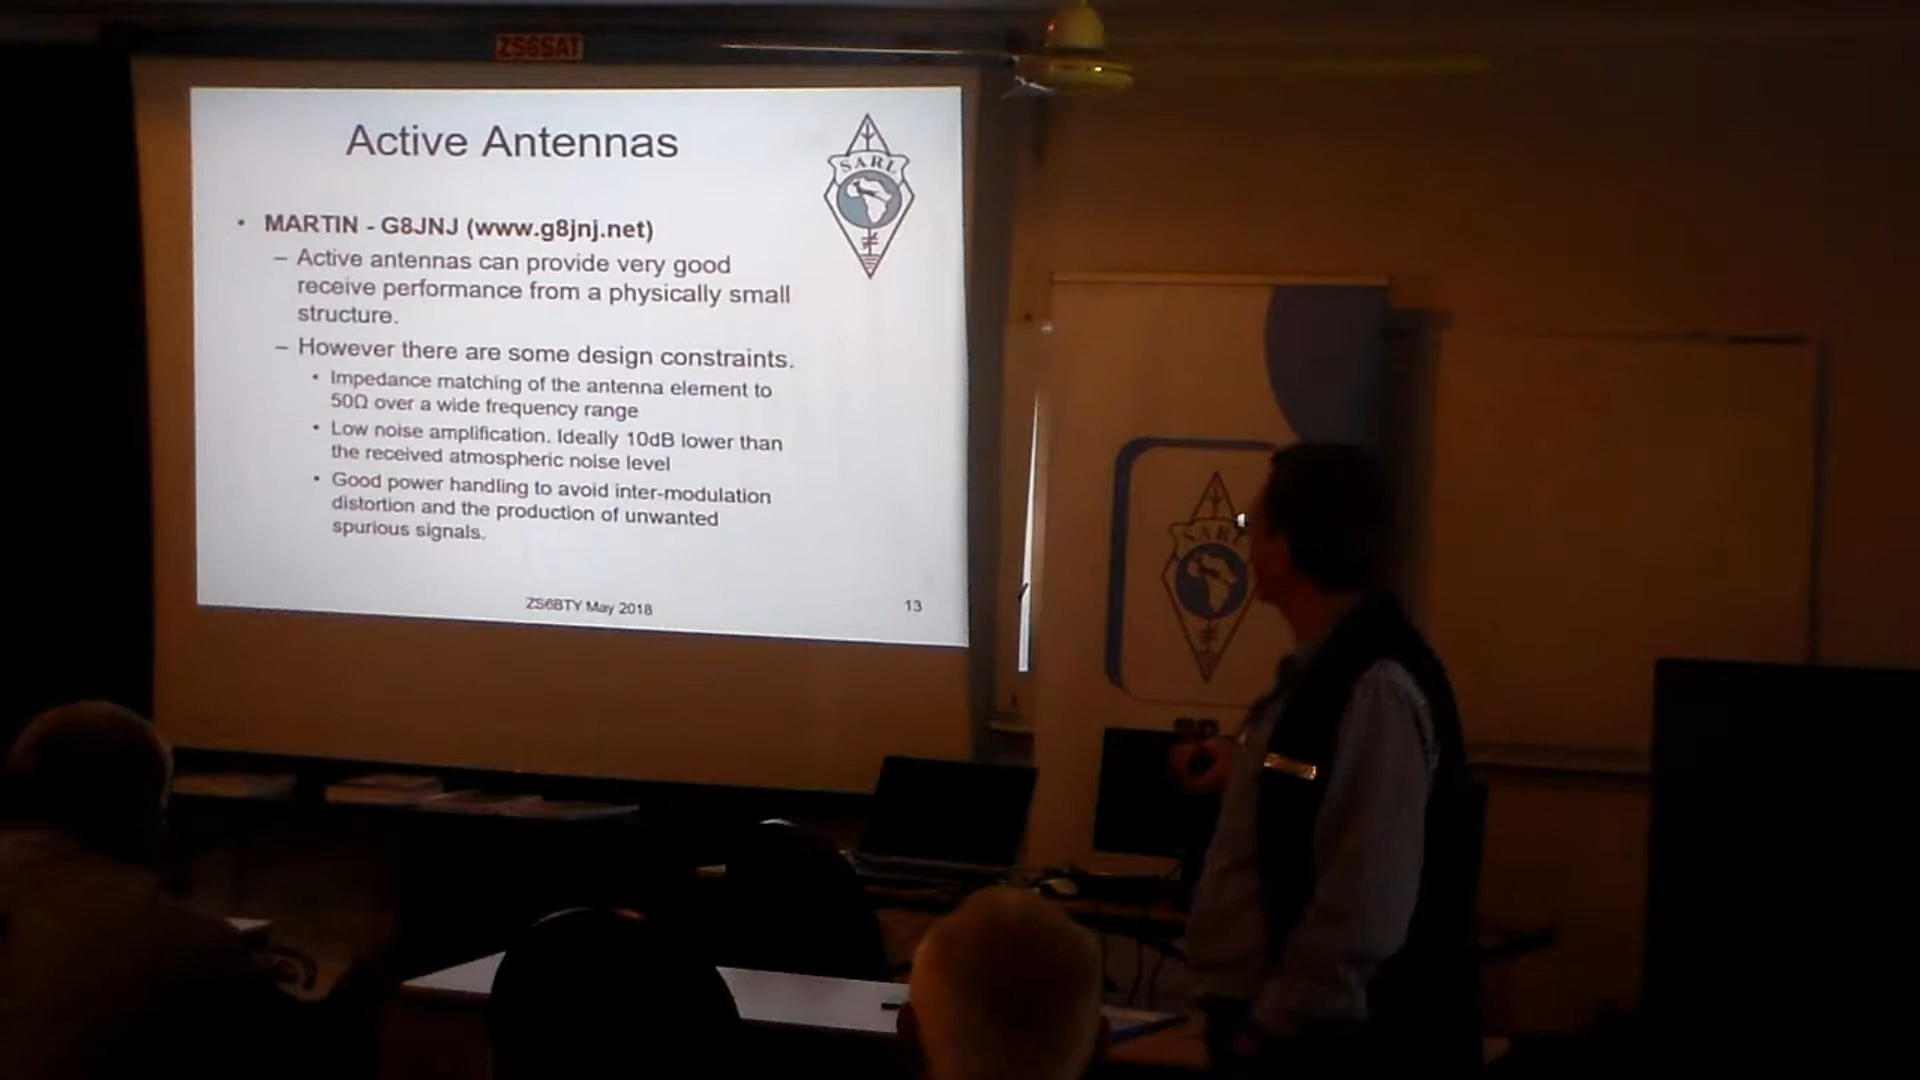 ZS6SAT
Active Antennas
SARL
• MARTIN - G8JNJ (www.g8jnj.net)
– Active antennas can provide very good
receive performance from a physically small
structure.
– However there are some design constraints.
• Impedance matching of the antenna element to
50Ω over a wide frequency range
• Low noise amplification. Ideally 10dB lower than
the received atmospheric noise level
• Good power handling to avoid inter-modulation
distortion and the production of unwanted
spurious signals.
ZS6BTY May 2018
13
SARL